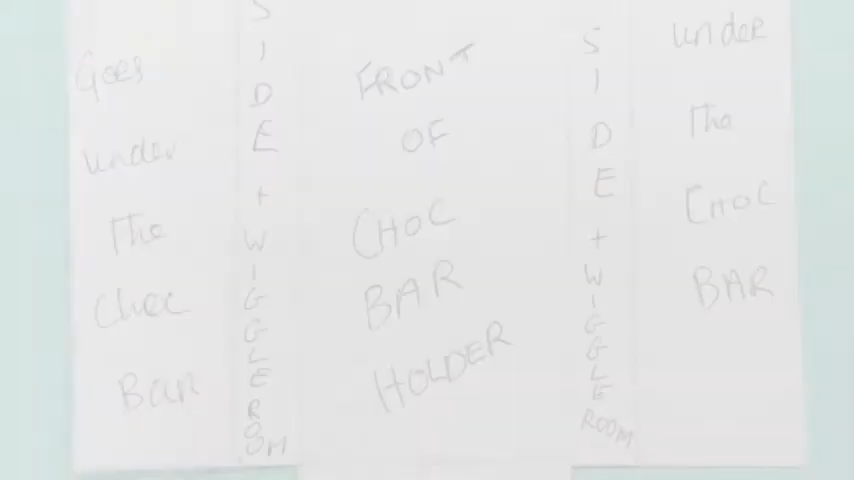 Goes
under
The
Choc
BAR
SIDE + WIGGLE ROOM
FRONT
OF
CHOC
BAR
HOLDER
SIDE + WIGGLE ROOM
under
The
CHOC
BAR